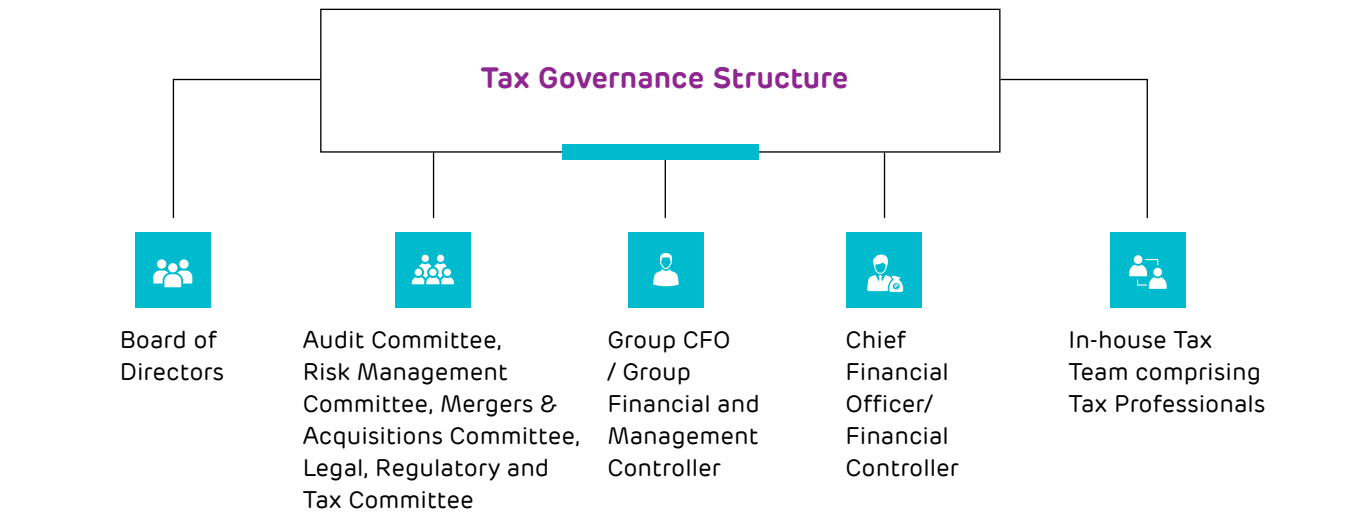 Tax Governance Structure
Board of
Directors
Audit Committee,
Risk Management
Committee, Mergers &
Acquisitions Committee,
Legal, Regulatory and
Tax Committee
Group CFO
/ Group
Financial and
Management
Controller
Chief
Financial
Officer/
Financial
Controller
In-house Tax
Team comprising
Tax Professionals